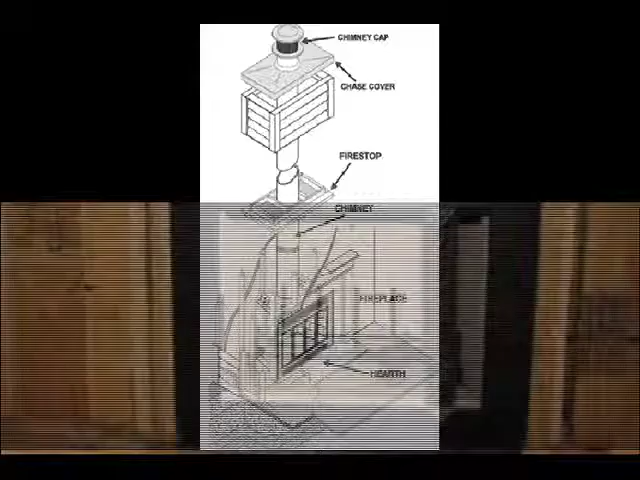 CHIMNEY CAP
CHASE COVER
FIRESTOP
CHIMNEY
FIREPLACE
HEARTH